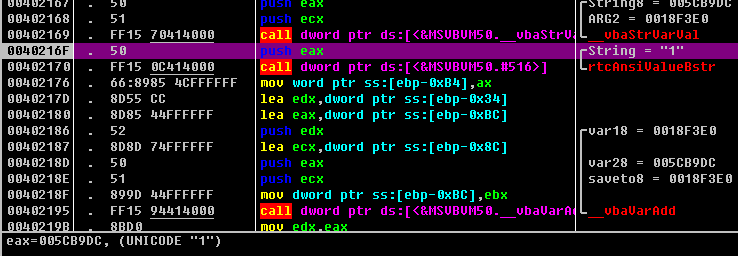 00402167 . 50 push eax String8 = 005CB9DC
00402168 . 51 push ecx ARG2 = 0018F3E0
00402169 . FF15 70414000 call dword ptr ds:[<&MSVBVM50.__vbaStrVarVal __vbaStrVarVal
0040216F . 50 push eax String = "1"
00402170 . FF15 0C414000 call dword ptr ds:[<&MSVBVM50.#516>] rtcAnsiValueBstr
00402176 . 66:8985 4CFFFFFF mov word ptr ss:[ebp-0xB4],ax
0040217D . 8D55 CC lea edx,dword ptr ss:[ebp-0x34]
00402180 . 8D85 44FFFFFF lea eax,dword ptr ss:[ebp-0xBC]
00402186 . 52 push edx var18 = 0018F3E0
00402187 . 8D8D 74FFFFFF lea ecx,dword ptr ss:[ebp-0x8C]
0040218D . 50 push eax var28 = 005CB9DC
0040218E . 51 push ecx saveto8 = 0018F3E0
0040218F . 899D 44FFFFFF mov dword ptr ss:[ebp-0xBC],ebx
00402195 . FF15 94414000 call dword ptr ds:[<&MSVBVM50.__vbaVarAd __vbaVarAdd
0040219B . 8BD0 mov edx,eax
eax=005CB9DC, (UNICODE "1")